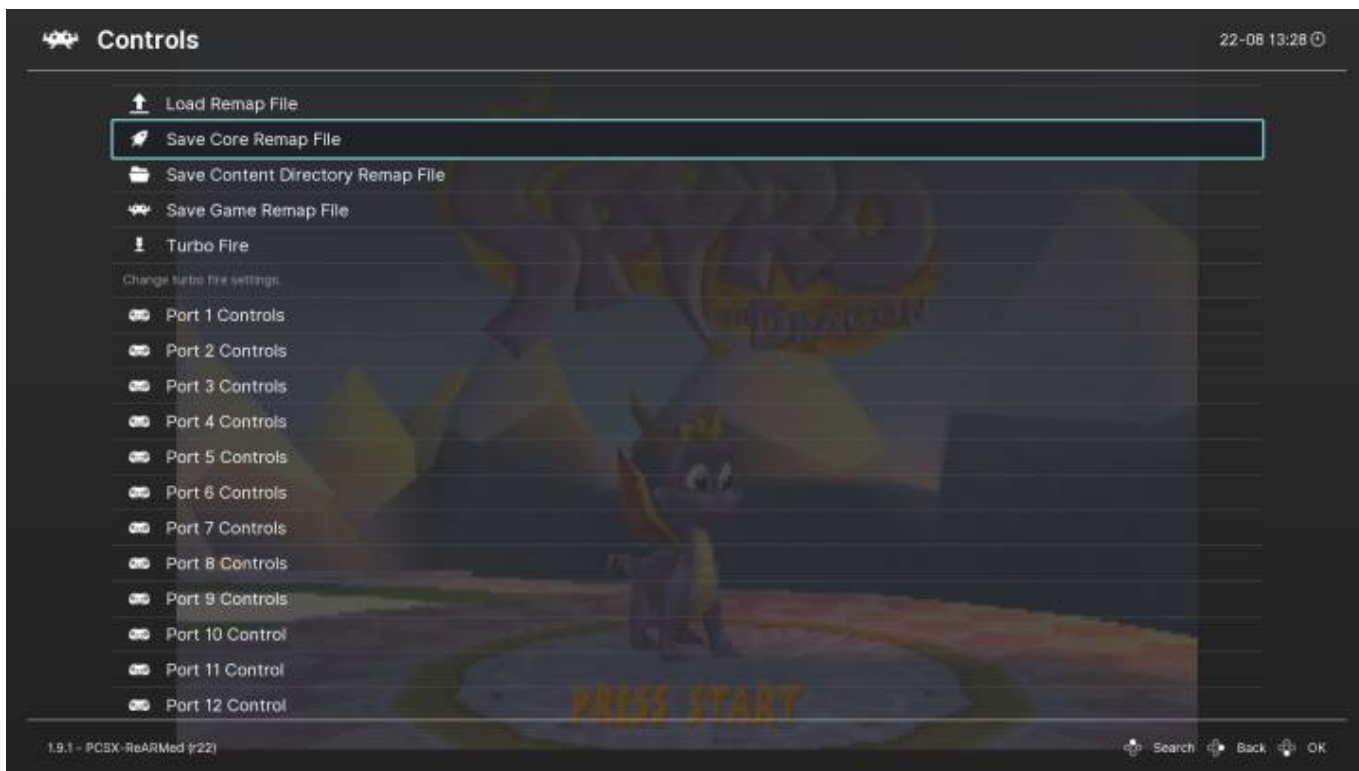 Controls
22-08 13:28
Load Remap File
Save Core Remap File
Save Content Directory Remap File
Save Game Remap File
Turbo Fire
Change turbo fire settings.
Port 1 Controls
Port 2 Controls
Port 3 Controls
Port 4 Controls
Port 5 Controls
Port 6 Controls
Port 7 Controls
Port 8 Controls
Port 9 Controls
Port 10 Control
Port 11 Control
Port 12 Control
SPYRO
THE DRAGON
PRESS START
1.9.1 - PCSX-ReARMed (r22)
Search Back OK